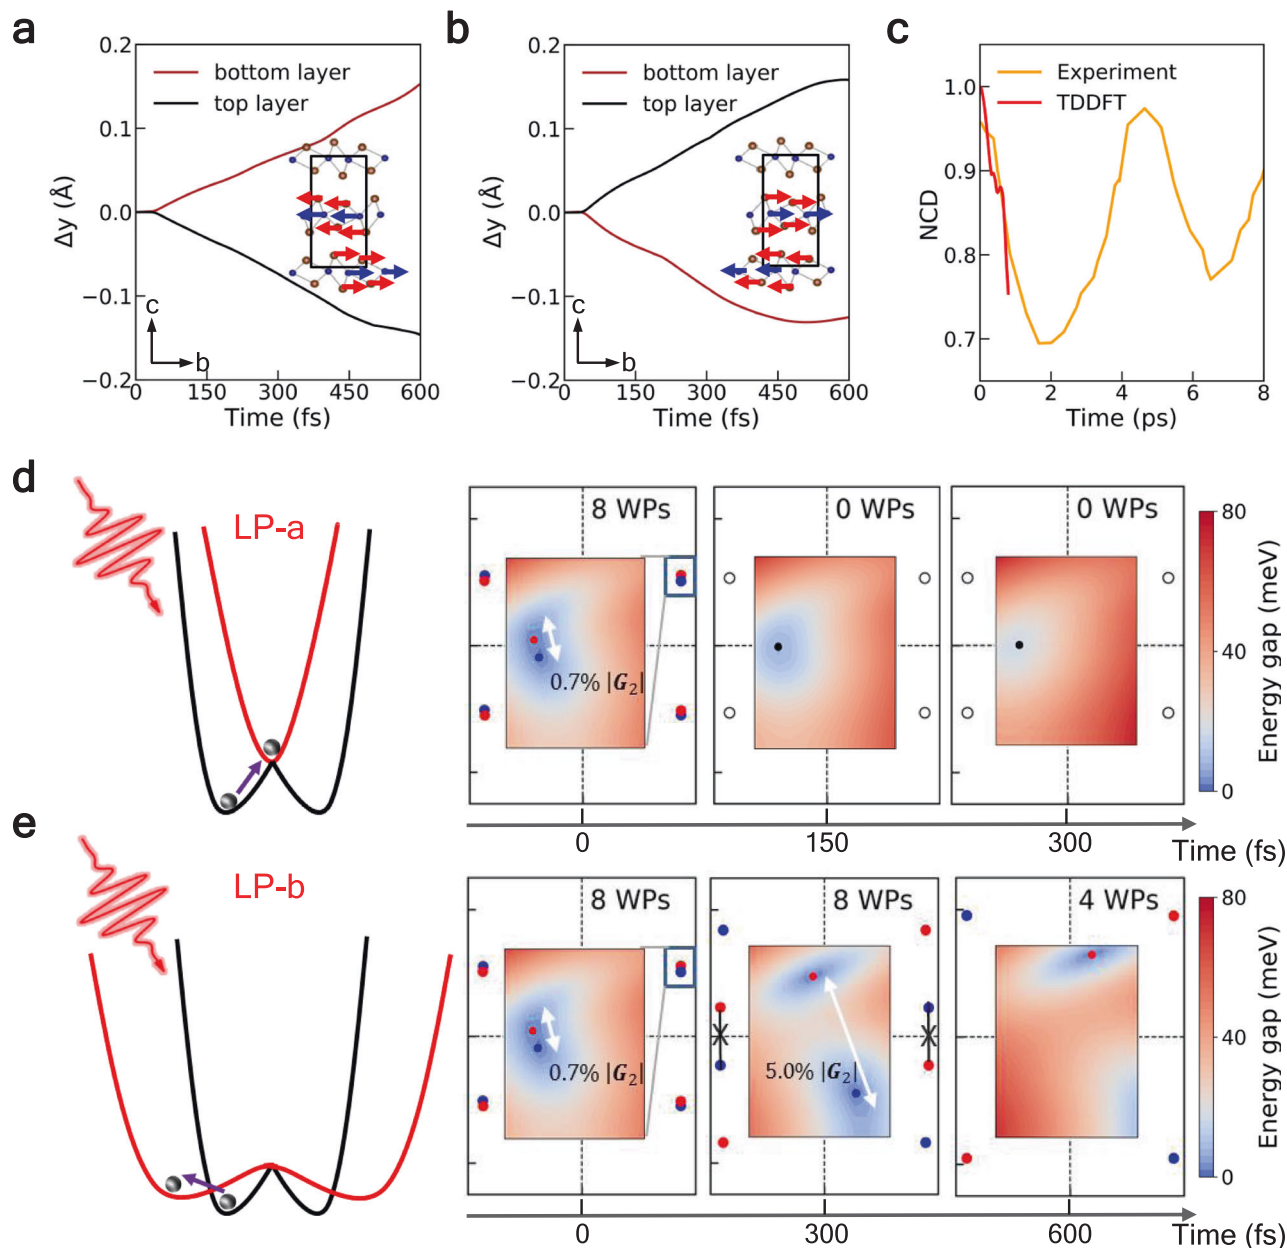 a
0.2
0.1
0.0
−0.1
−0.2
Δy (Å)
bottom layer
top layer
c
b
0
150
300
450
600
Time (fs)
b
0.2
0.1
0.0
−0.1
−0.2
Δy (Å)
bottom layer
top layer
c
b
0
150
300
450
600
Time (fs)
c
1.0
0.9
0.8
0.7
NCD
Experiment
TDDFT
0
2
4
6
8
Time (ps)
d
LP-a
8 WPs
0.7% |G₂|
0 WPs
0 WPs
80
40
0
Energy gap (meV)
0
150
300
Time (fs)
e
LP-b
8 WPs
0.7% |G₂|
8 WPs
5.0% |G₂|
4 WPs
80
40
0
Energy gap (meV)
0
300
600
Time (fs)